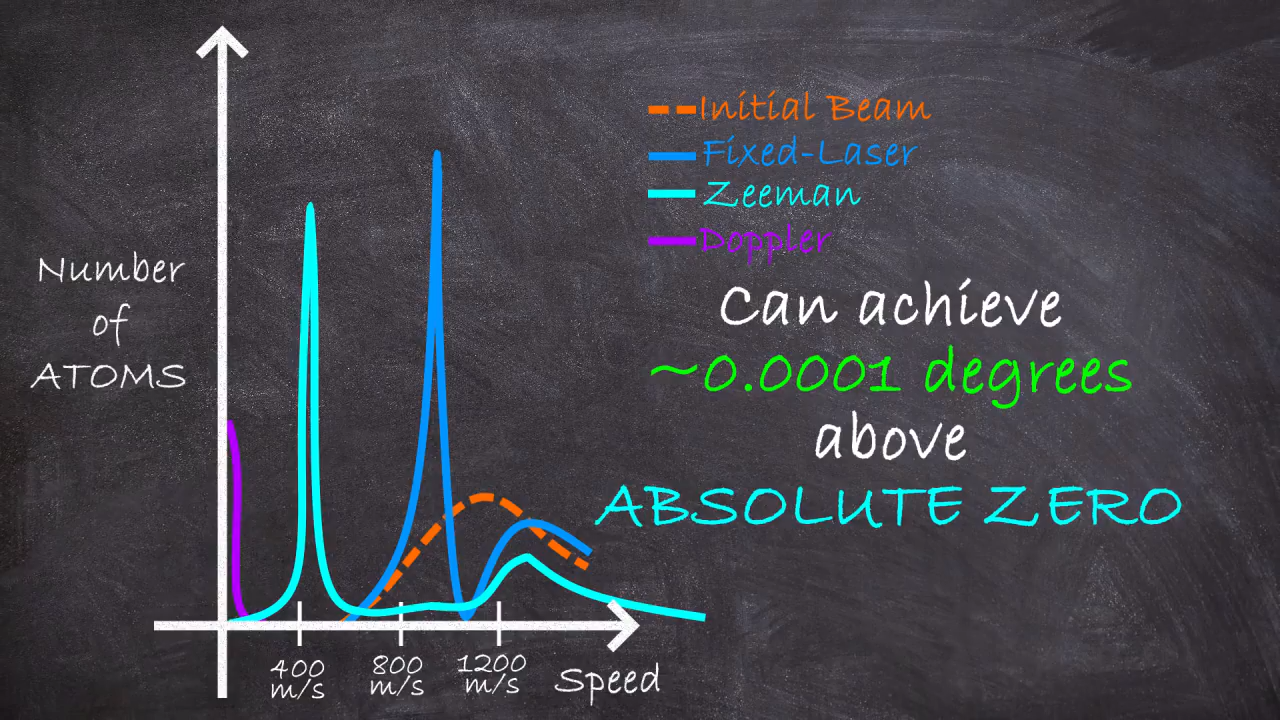 Initial Beam
Fixed-Laser
Zeeman
Doppler
Number
of
ATOMS
Can achieve
~0.0001 degrees
above
ABSOLUTE ZERO
400
m/s
800
m/s
1200
m/s
Speed